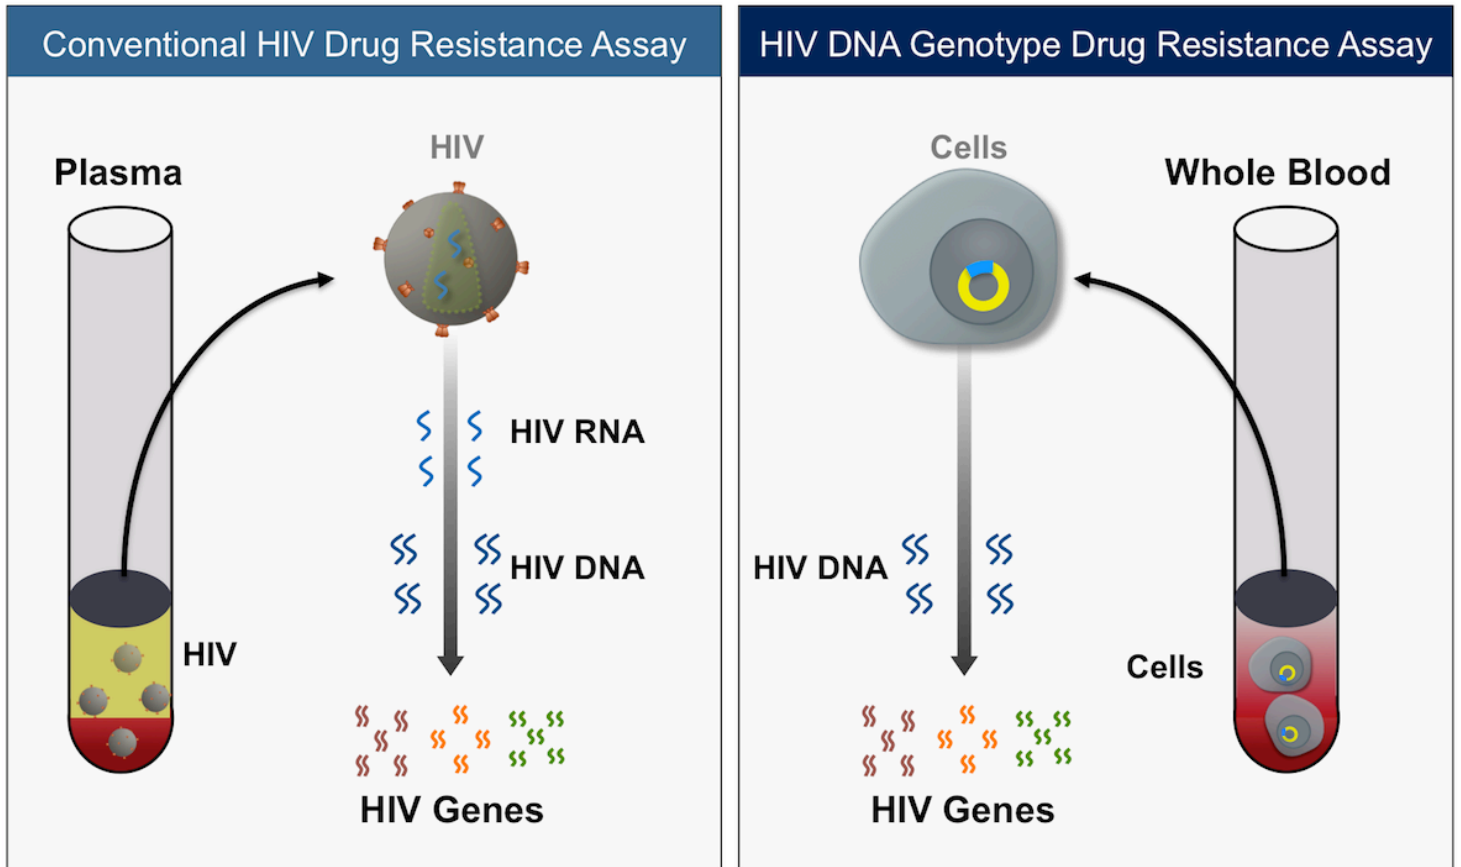 Conventional HIV Drug Resistance Assay
Plasma
HIV
HIV RNA
HIV DNA
HIV
HIV Genes
HIV DNA Genotype Drug Resistance Assay
Cells
Whole Blood
HIV DNA
Cells
HIV Genes